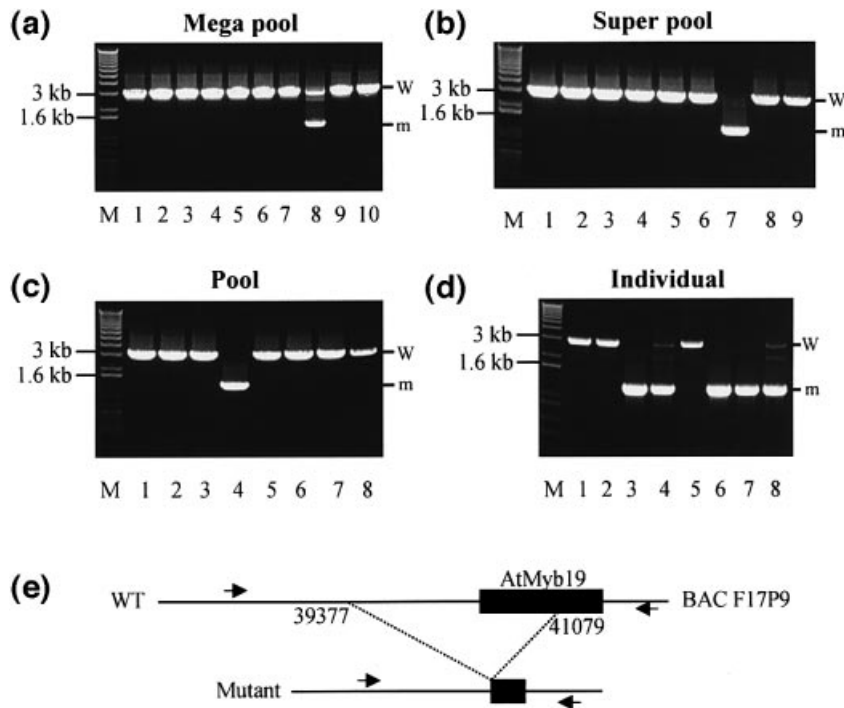 (a) Mega pool
3 kb
1.6 kb
W
m
M 1 2 3 4 5 6 7 8 9 10
(b) Super pool
3 kb
1.6 kb
W
m
M 1 2 3 4 5 6 7 8 9
(c) Pool
3 kb
1.6 kb
W
m
M 1 2 3 4 5 6 7 8
(d) Individual
3 kb
1.6 kb
W
m
M 1 2 3 4 5 6 7 8
(e)
AtMyb19
WT
BAC F17P9
39377
41079
Mutant